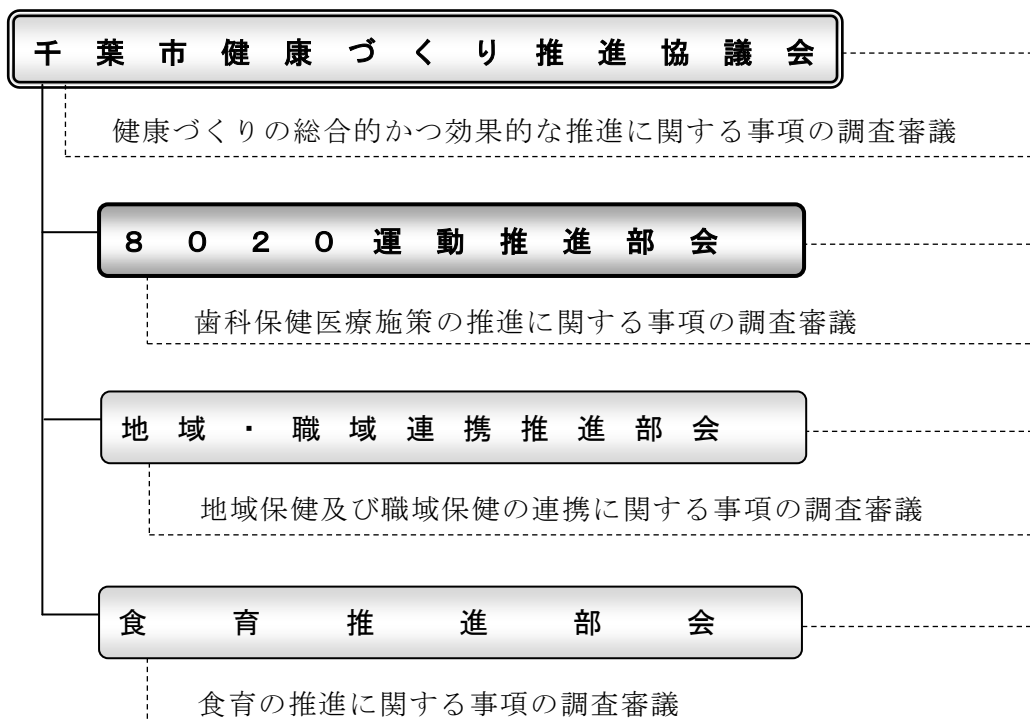 千葉市健康づくり推進協議会
健康づくりの総合的かつ効果的な推進に関する事項の調査審議
８０２０運動推進部会
歯科保健医療施策の推進に関する事項の調査審議
地域・職域連携推進部会
地域保健及び職域保健の連携に関する事項の調査審議
食育推進部会
食育の推進に関する事項の調査審議